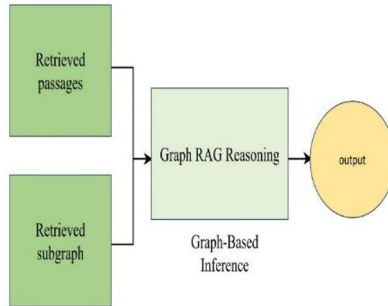 Retrieved
passages
Graph RAG Reasoning
output
Retrieved
subgraph
Graph-Based
Inference